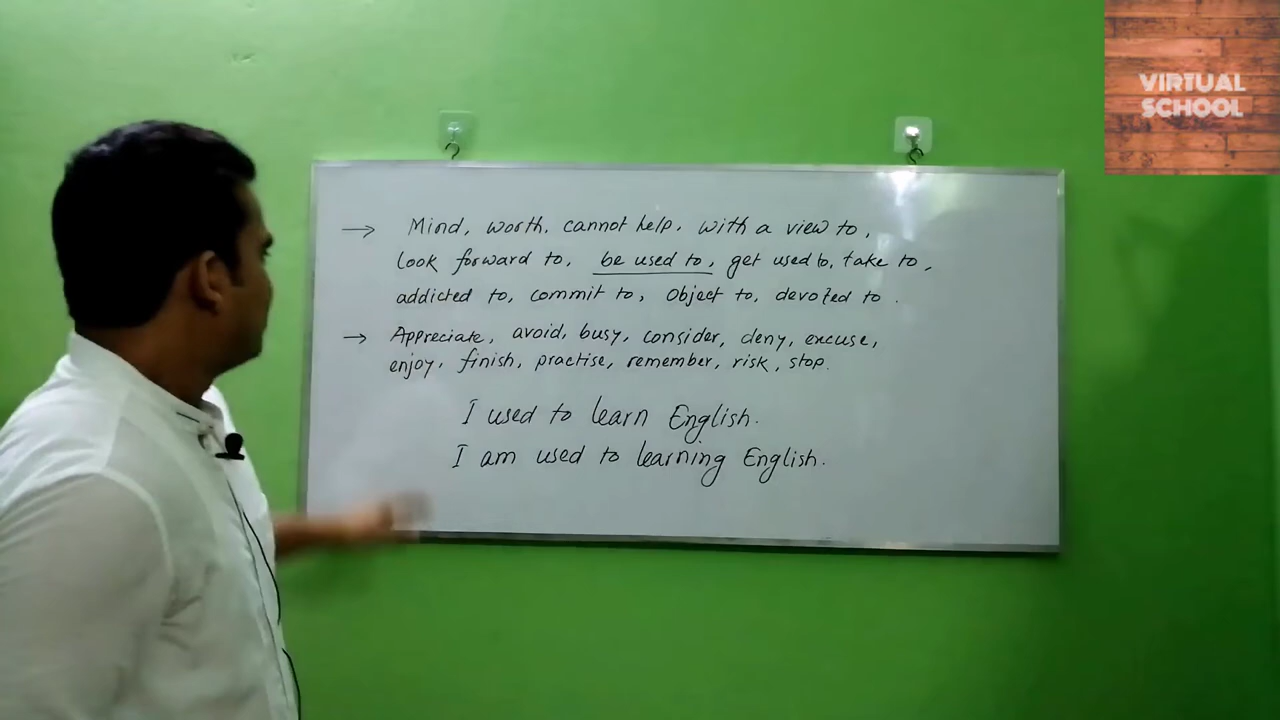 VIRTUAL
SCHOOL
→ Mind, worth, cannot help, with a view to,
look forward to, be used to, get used to, take to,
addicted to, commit to, Object to, devoted to.
→ Appreciate, avoid, busy, consider, deny, excuse,
enjoy, finish, practise, remember, risk, stop.
I used to learn English.
I am used to learning English.